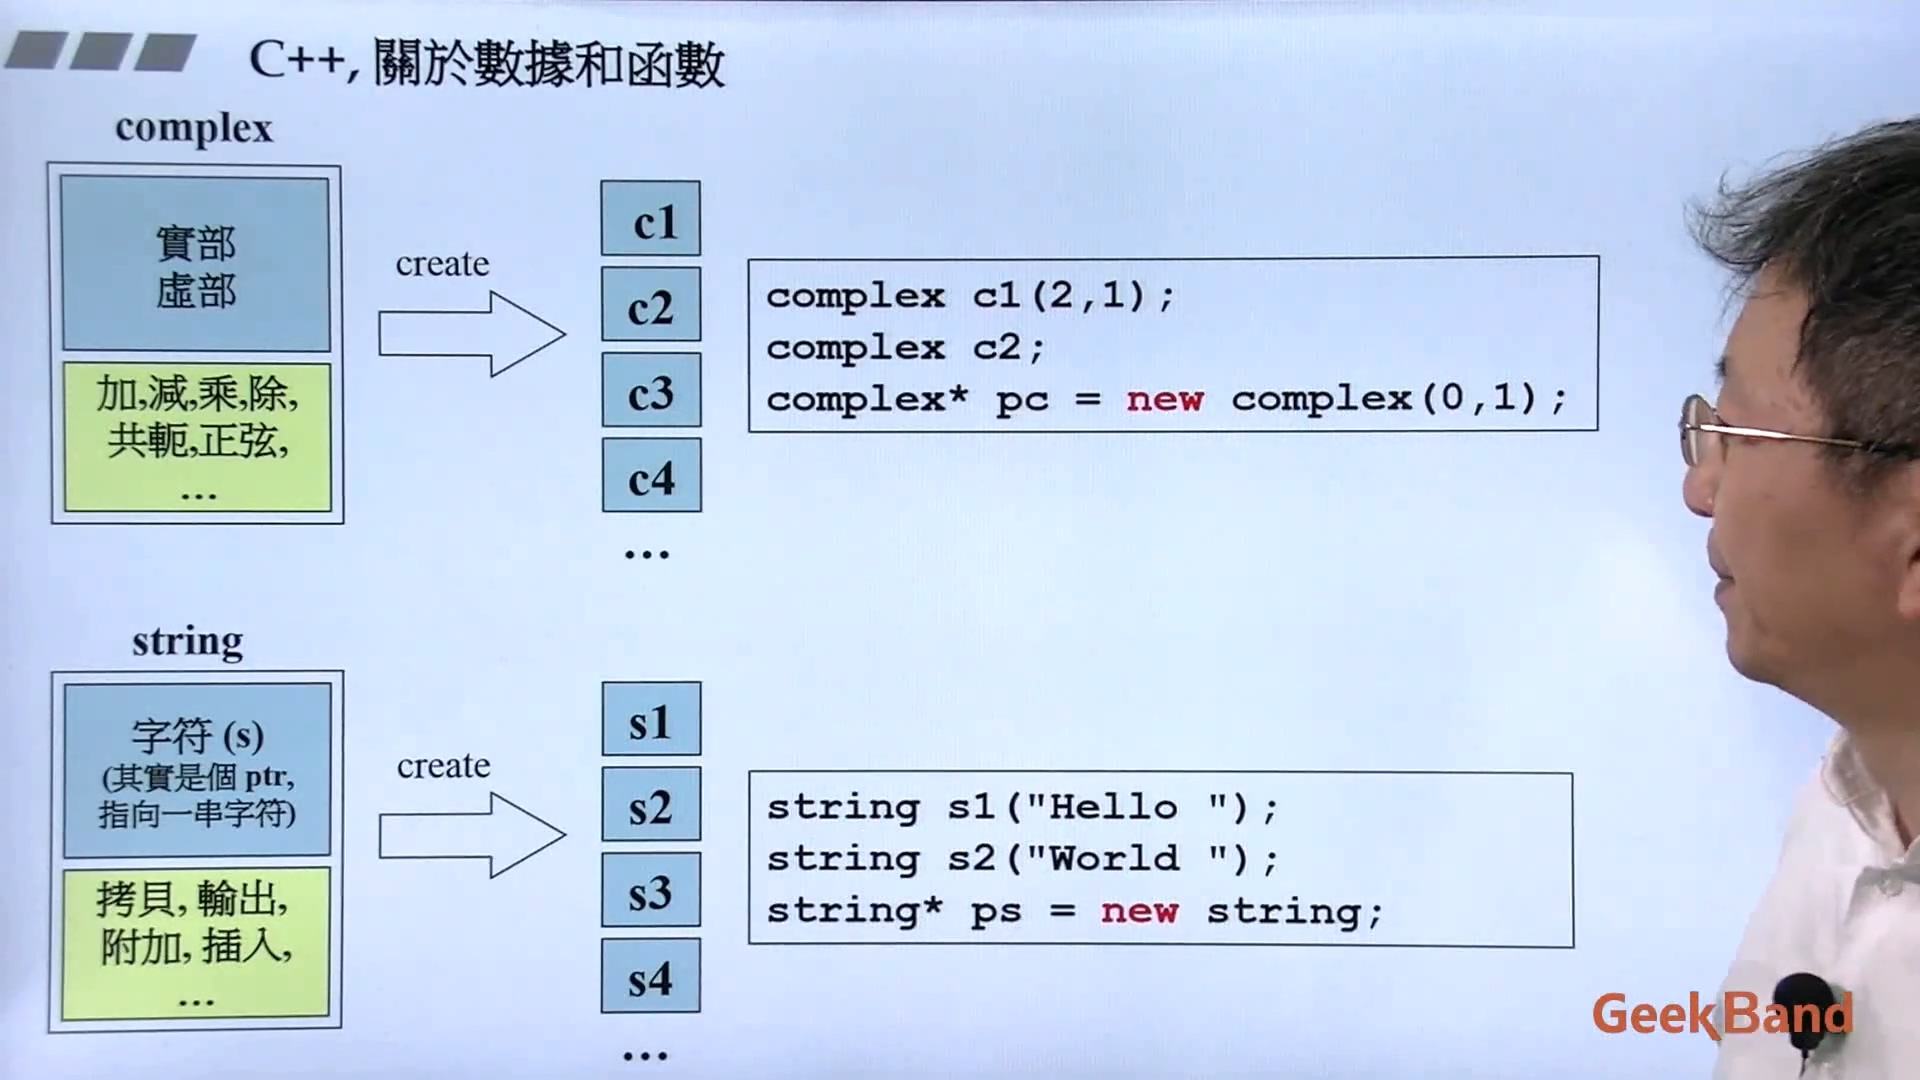 C++, 關於數據和函數
complex
實部
虛部
加,減,乘,除,
共軛,正弦,
...
create
c1
c2
c3
c4
...
complex c1(2,1);
complex c2;
complex* pc = new complex(0,1);
string
字符 (s)
(其實是個 ptr,
指向一串字符)
拷貝, 輸出,
附加, 插入,
...
create
s1
s2
s3
s4
...
string s1("Hello ");
string s2("World ");
string* ps = new string;
GeekBand